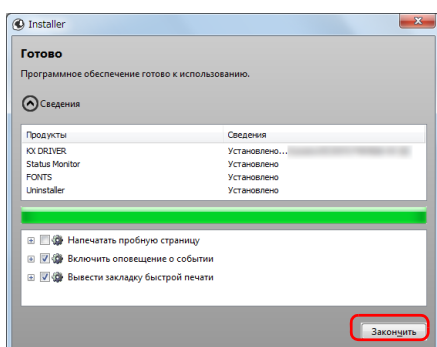 Installer
Готово
Программное обеспечение готово к использованию.
Сведения
Продукты Сведения
KX DRIVER Установлено...
Status Monitor Установлено
FONTS Установлено
Uninstaller Установлено
Напечатать пробную страницу
Включить оповещение о событии
Вывести закладку быстрой печати
Закончить